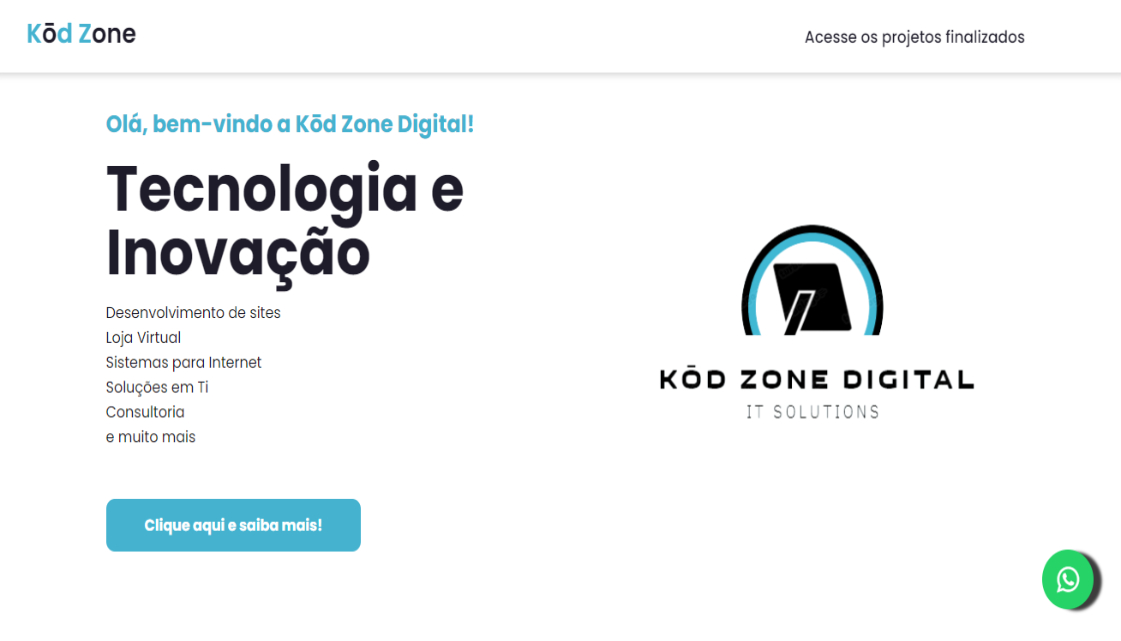 Kōd Zone
Acesse os projetos finalizados
Olá, bem-vindo a Kōd Zone Digital!
Tecnologia e
Inovação
Desenvolvimento de sites
Loja Virtual
Sistemas para Internet
Soluções em Ti
Consultoria
e muito mais
Clique aqui e saiba mais!
KŌD ZONE DIGITAL
IT SOLUTIONS